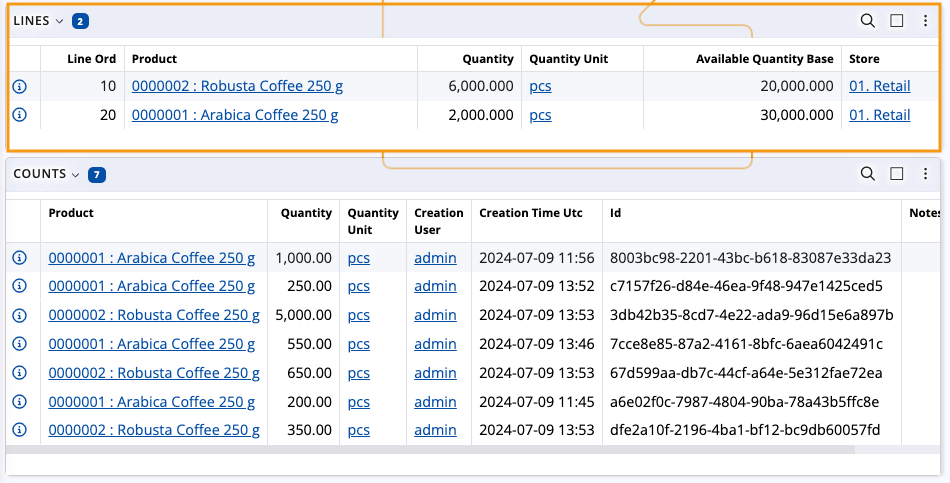 LINES 2
Line Ord Product Quantity Quantity Unit Available Quantity Base Store
10 0000002 : Robusta Coffee 250 g 6,000.000 pcs 20,000.000 01. Retail
20 0000001 : Arabica Coffee 250 g 2,000.000 pcs 30,000.000 01. Retail
COUNTS 7
Product Quantity Quantity Unit Creation User Creation Time Utc Id Notes
0000001 : Arabica Coffee 250 g 1,000.00 pcs admin 2024-07-09 11:56 8003bc98-2201-43bc-b618-83087e33da23
0000001 : Arabica Coffee 250 g 250.00 pcs admin 2024-07-09 13:52 c7157f26-d84e-46ea-9f48-947e1425ced5
0000002 : Robusta Coffee 250 g 5,000.00 pcs admin 2024-07-09 13:53 3db42b35-8cd7-4e22-ada9-96d15e6a897b
0000001 : Arabica Coffee 250 g 550.00 pcs admin 2024-07-09 13:46 7cce8e85-87a2-4161-8bfc-6aea6042491c
0000002 : Robusta Coffee 250 g 650.00 pcs admin 2024-07-09 13:53 67d599aa-db7c-44cf-a64e-5e312fae72ea
0000001 : Arabica Coffee 250 g 200.00 pcs admin 2024-07-09 11:45 a6e02f0c-7987-4804-90ba-78a43b5ffc8e
0000002 : Robusta Coffee 250 g 350.00 pcs admin 2024-07-09 13:53 dfe2a10f-2196-4ba1-bf12-bc9db60057fd